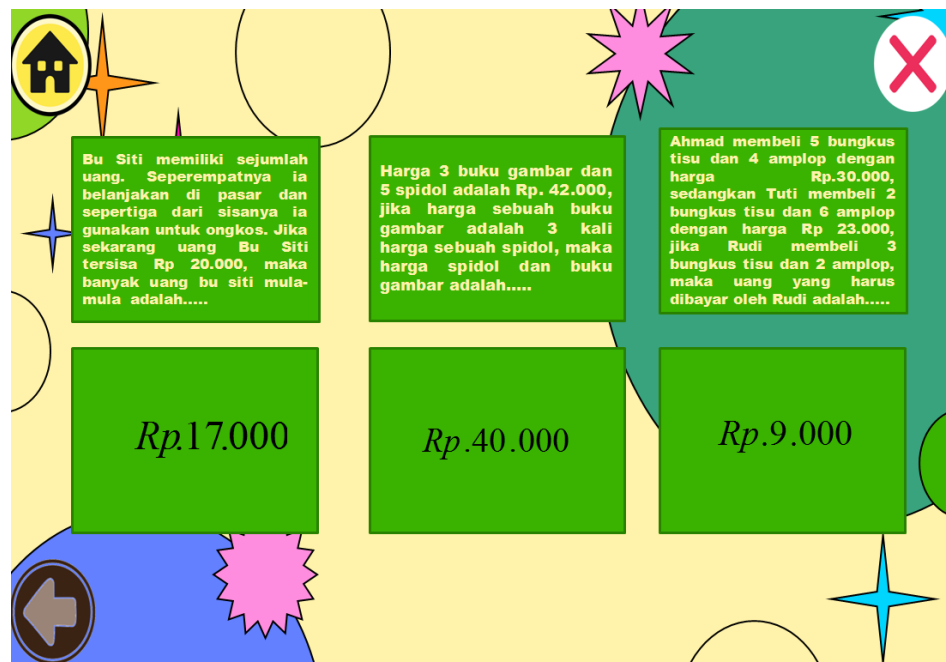 Bu Siti memiliki sejumlah
uang. Seperempatnya ia
belanjakan di pasar dan
sepertiga dari sisanya ia
gunakan untuk ongkos. Jika
sekarang uang Bu Siti
tersisa Rp 20.000, maka
banyak uang bu siti mula-
mula adalah.....
Harga 3 buku gambar dan
5 spidol adalah Rp. 42.000,
jika harga sebuah buku
gambar adalah 3 kali
harga sebuah spidol, maka
harga spidol dan buku
gambar adalah.....
Ahmad membeli 5 bungkus
tisu dan 4 amplop dengan
harga Rp.30.000,
sedangkan Tuti membeli 2
bungkus tisu dan 6 amplop
dengan harga Rp 23.000,
jika Rudi membeli 3
bungkus tisu dan 2 amplop,
maka uang yang harus
dibayar oleh Rudi adalah.....
Rp.17.000
Rp.40.000
Rp.9.000